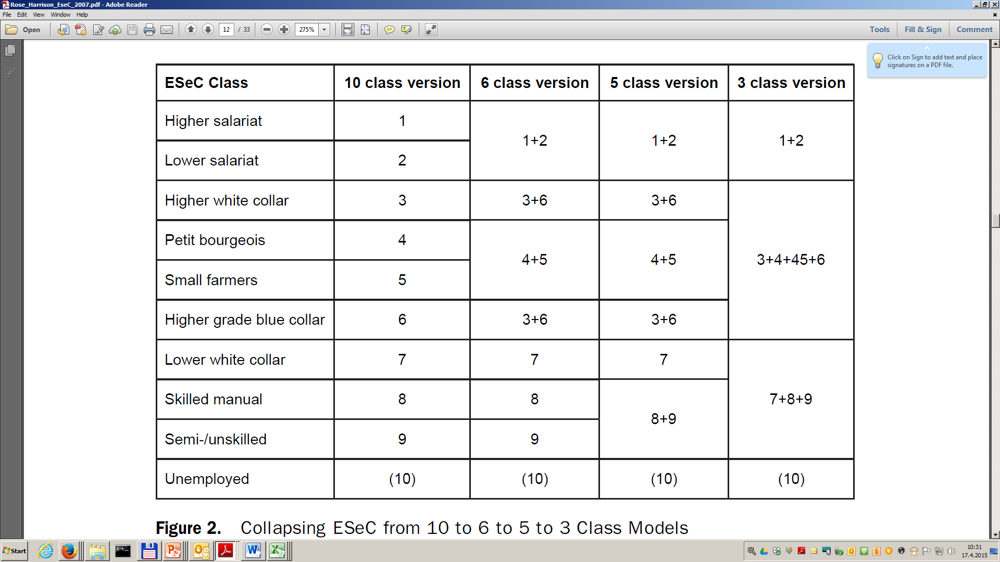 Rose_Harrison_EseC_2007.pdf - Adobe Reader
File Edit View Window Help
Open 12 / 33 275% Tools Fill & Sign Comment
Click on Sign to add text and place
signatures on a PDF file.
ESeC Class 10 class version 6 class version 5 class version 3 class version
Higher salariat 1
1+2 1+2 1+2
Lower salariat 2
Higher white collar 3 3+6 3+6
Petit bourgeois 4
4+5 4+5 3+4+45+6
Small farmers 5
Higher grade blue collar 6 3+6 3+6
Lower white collar 7 7 7
Skilled manual 8 8 7+8+9
8+9
Semi-/unskilled 9 9
Unemployed (10) (10) (10) (10)
Figure 2. Collapsing ESeC from 10 to 6 to 5 to 3 Class Models
Start 10:31
17.4.2015